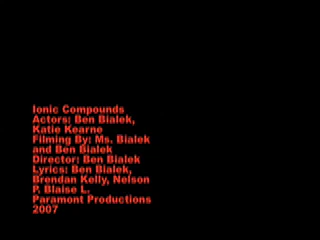 Ionic Compounds
Actors: Ben Bialek,
Katie Kearne
Filming By: Ms. Bialek
and Ben Bialek
Director: Ben Bialek
Lyrics: Ben Bialek,
Brendan Kelly, Nelson
P. Blaise L.
Paramont Productions
2007